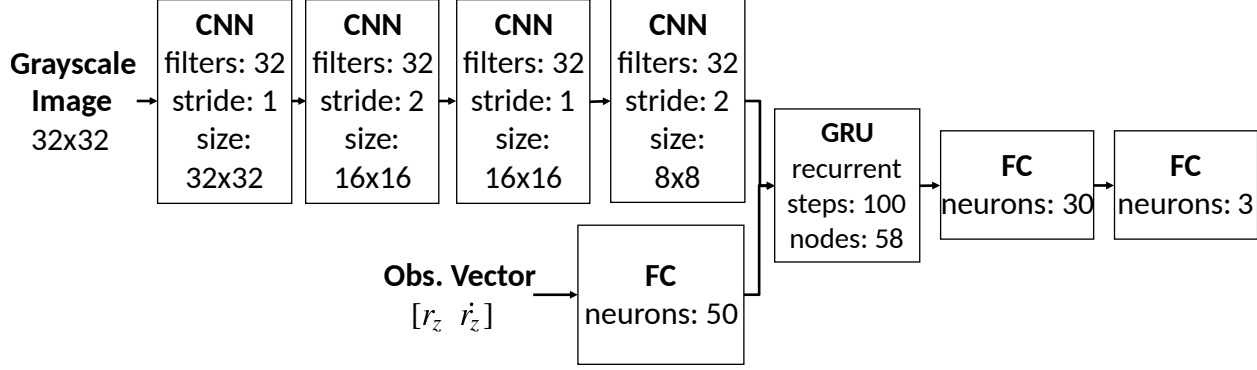 Grayscale
Image
32x32
CNN
filters: 32
stride: 1
size:
32x32
CNN
filters: 32
stride: 2
size:
16x16
CNN
filters: 32
stride: 1
size:
16x16
CNN
filters: 32
stride: 2
size:
8x8
Obs. Vector
[r_z ṙ_z]
FC
neurons: 50
GRU
recurrent
steps: 100
nodes: 58
FC
neurons: 30
FC
neurons: 3